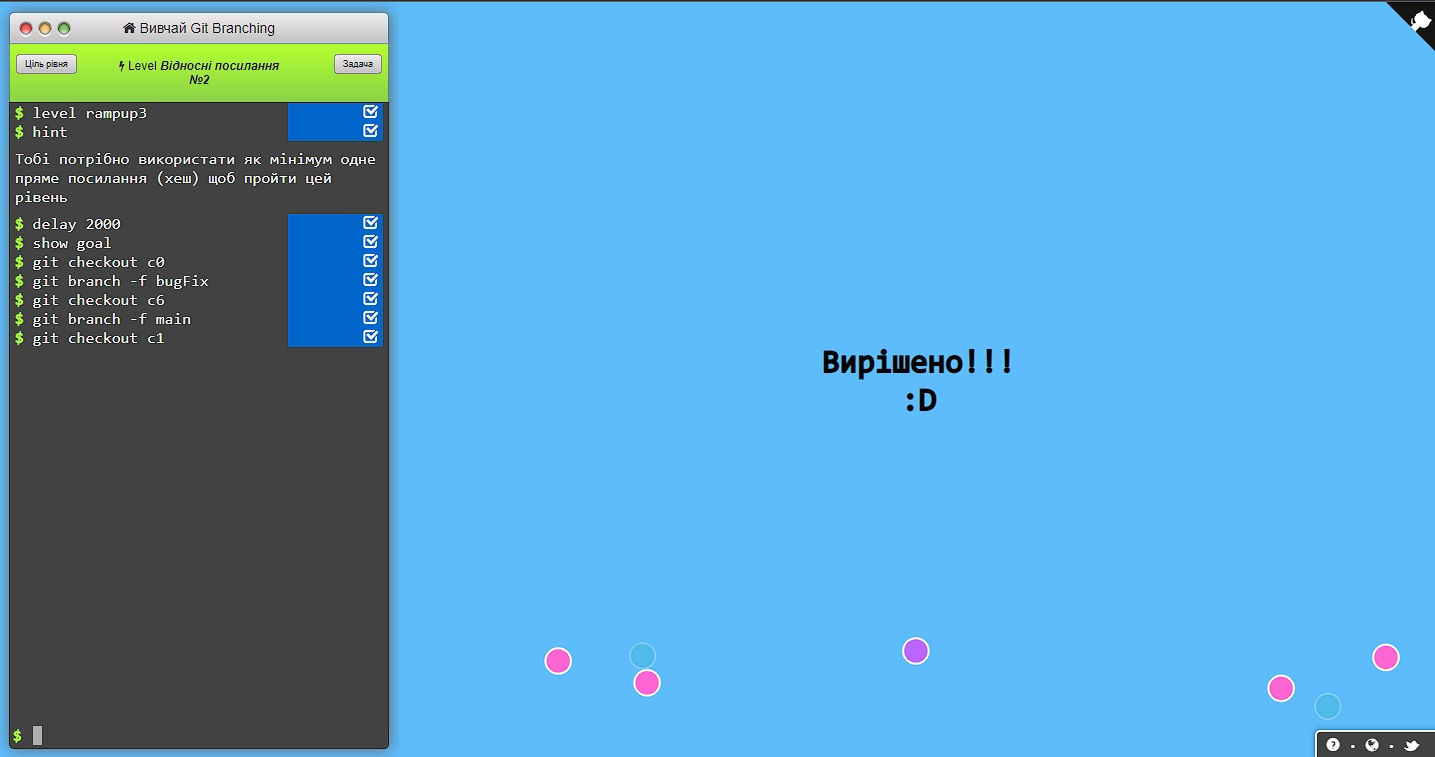 Вивчай Git Branching
Ціль рівня
Level Відносні посилання
№2
Задача
$ level rampup3
$ hint
Тобі потрібно використати як мінімум одне
пряме посилання (хеш) щоб пройти цей
рівень
$ delay 2000
$ show goal
$ git checkout c0
$ git branch -f bugFix
$ git checkout c6
$ git branch -f main
$ git checkout c1
$
Вирішено!!!
:D